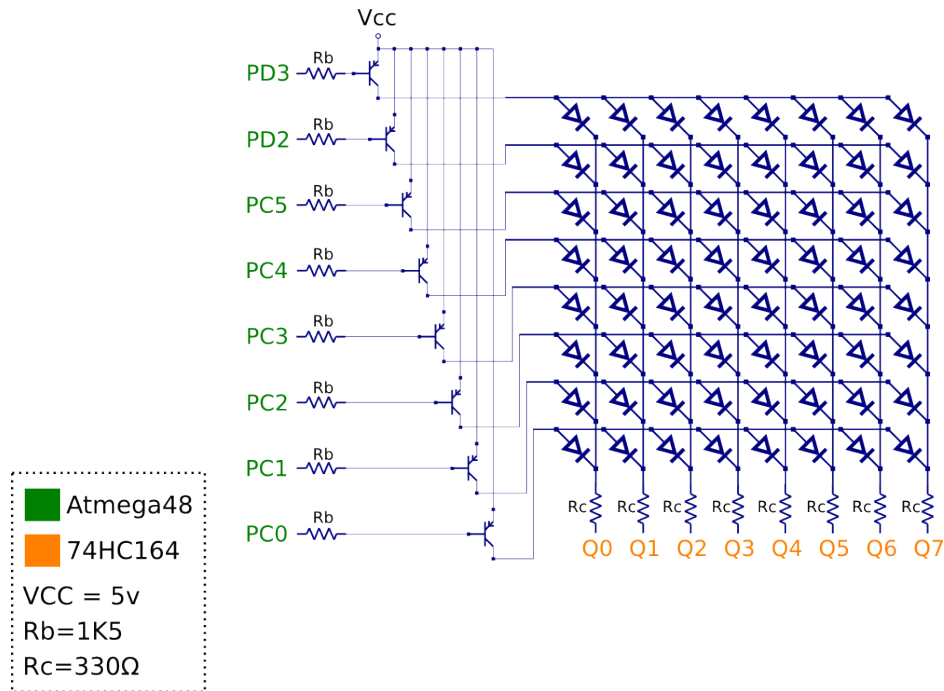 Vcc
Rb
PD3
Rb
PD2
Rb
PC5
Rb
PC4
Rb
PC3
Rb
PC2
Rb
PC1
Rb
PC0
Rc Rc Rc Rc Rc Rc Rc Rc
Q0 Q1 Q2 Q3 Q4 Q5 Q6 Q7
Atmega48
74HC164
VCC = 5v
Rb=1K5
Rc=330Ω